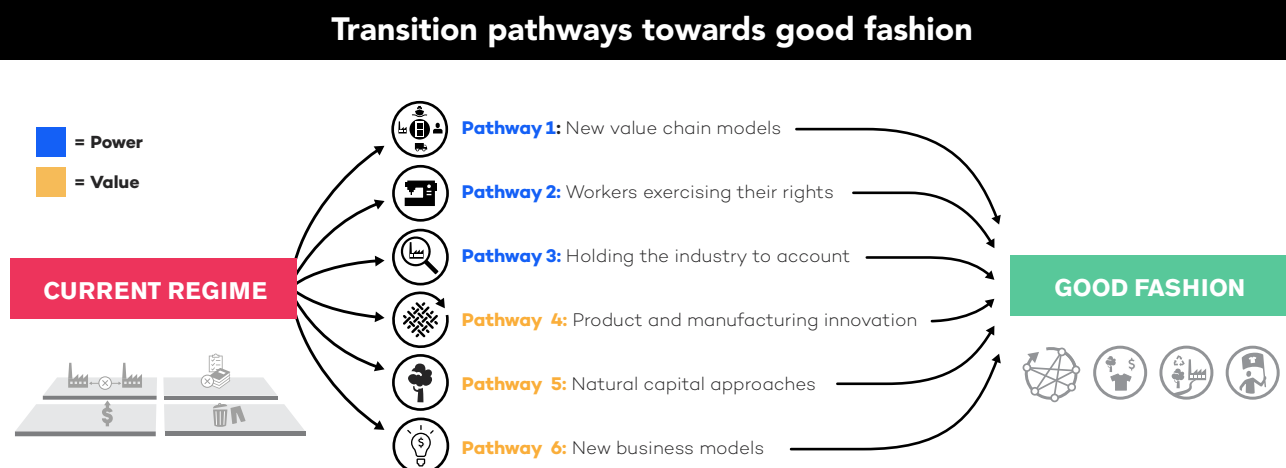 Transition pathways towards good fashion
= Power
= Value
Pathway 1: New value chain models
Pathway 2: Workers exercising their rights
Pathway 3: Holding the industry to account
CURRENT REGIME
GOOD FASHION
Pathway 4: Product and manufacturing innovation
Pathway 5: Natural capital approaches
Pathway 6: New business models
$
$
$